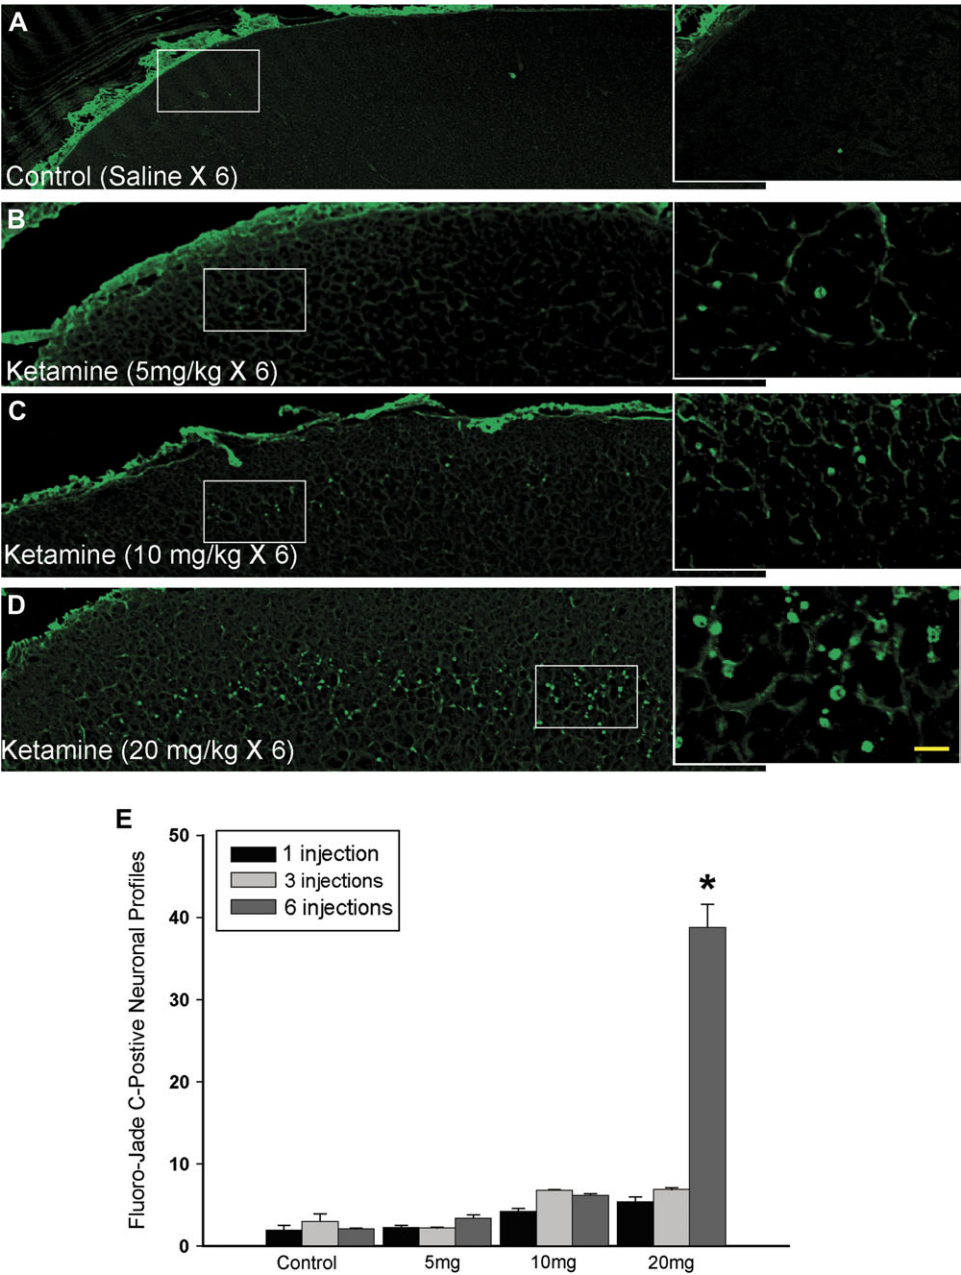 A
Control (Saline X 6)
B
Ketamine (5mg/kg X 6)
C
Ketamine (10 mg/kg X 6)
D
Ketamine (20 mg/kg X 6)
E
Fluoro-Jade C-Postive Neuronal Profiles
50
40
30
20
10
0
1 injection
3 injections
6 injections
*
Control
5mg
10mg
20mg